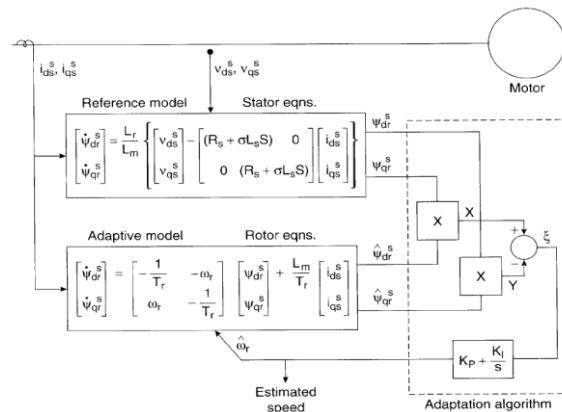 i_ds^s, i_qs^s
v_ds^s, v_qs^s
Motor
Reference model Stator eqns.
[ψ̇_dr^s ψ̇_qr^s] = L_r/L_m {[v_ds^s v_qs^s] − [(R_s + σL_sS) 0 0 (R_s + σL_sS)] [i_ds^s i_qs^s]}
ψ_dr^s
ψ_qr^s
X X + ξ
Adaptive model Rotor eqns.
[ψ̇_dr^s ψ̇_qr^s] = [−1/T_r −ω_r ω_r −1/T_r] [ψ_dr^s ψ_qr^s] + L_m/T_r [i_ds^s i_qs^s]
ψ̂_dr^s
X Y −
ψ̂_qr^s
ω̂_r
K_P + K_I/s
Estimated
speed
Adaptation algorithm